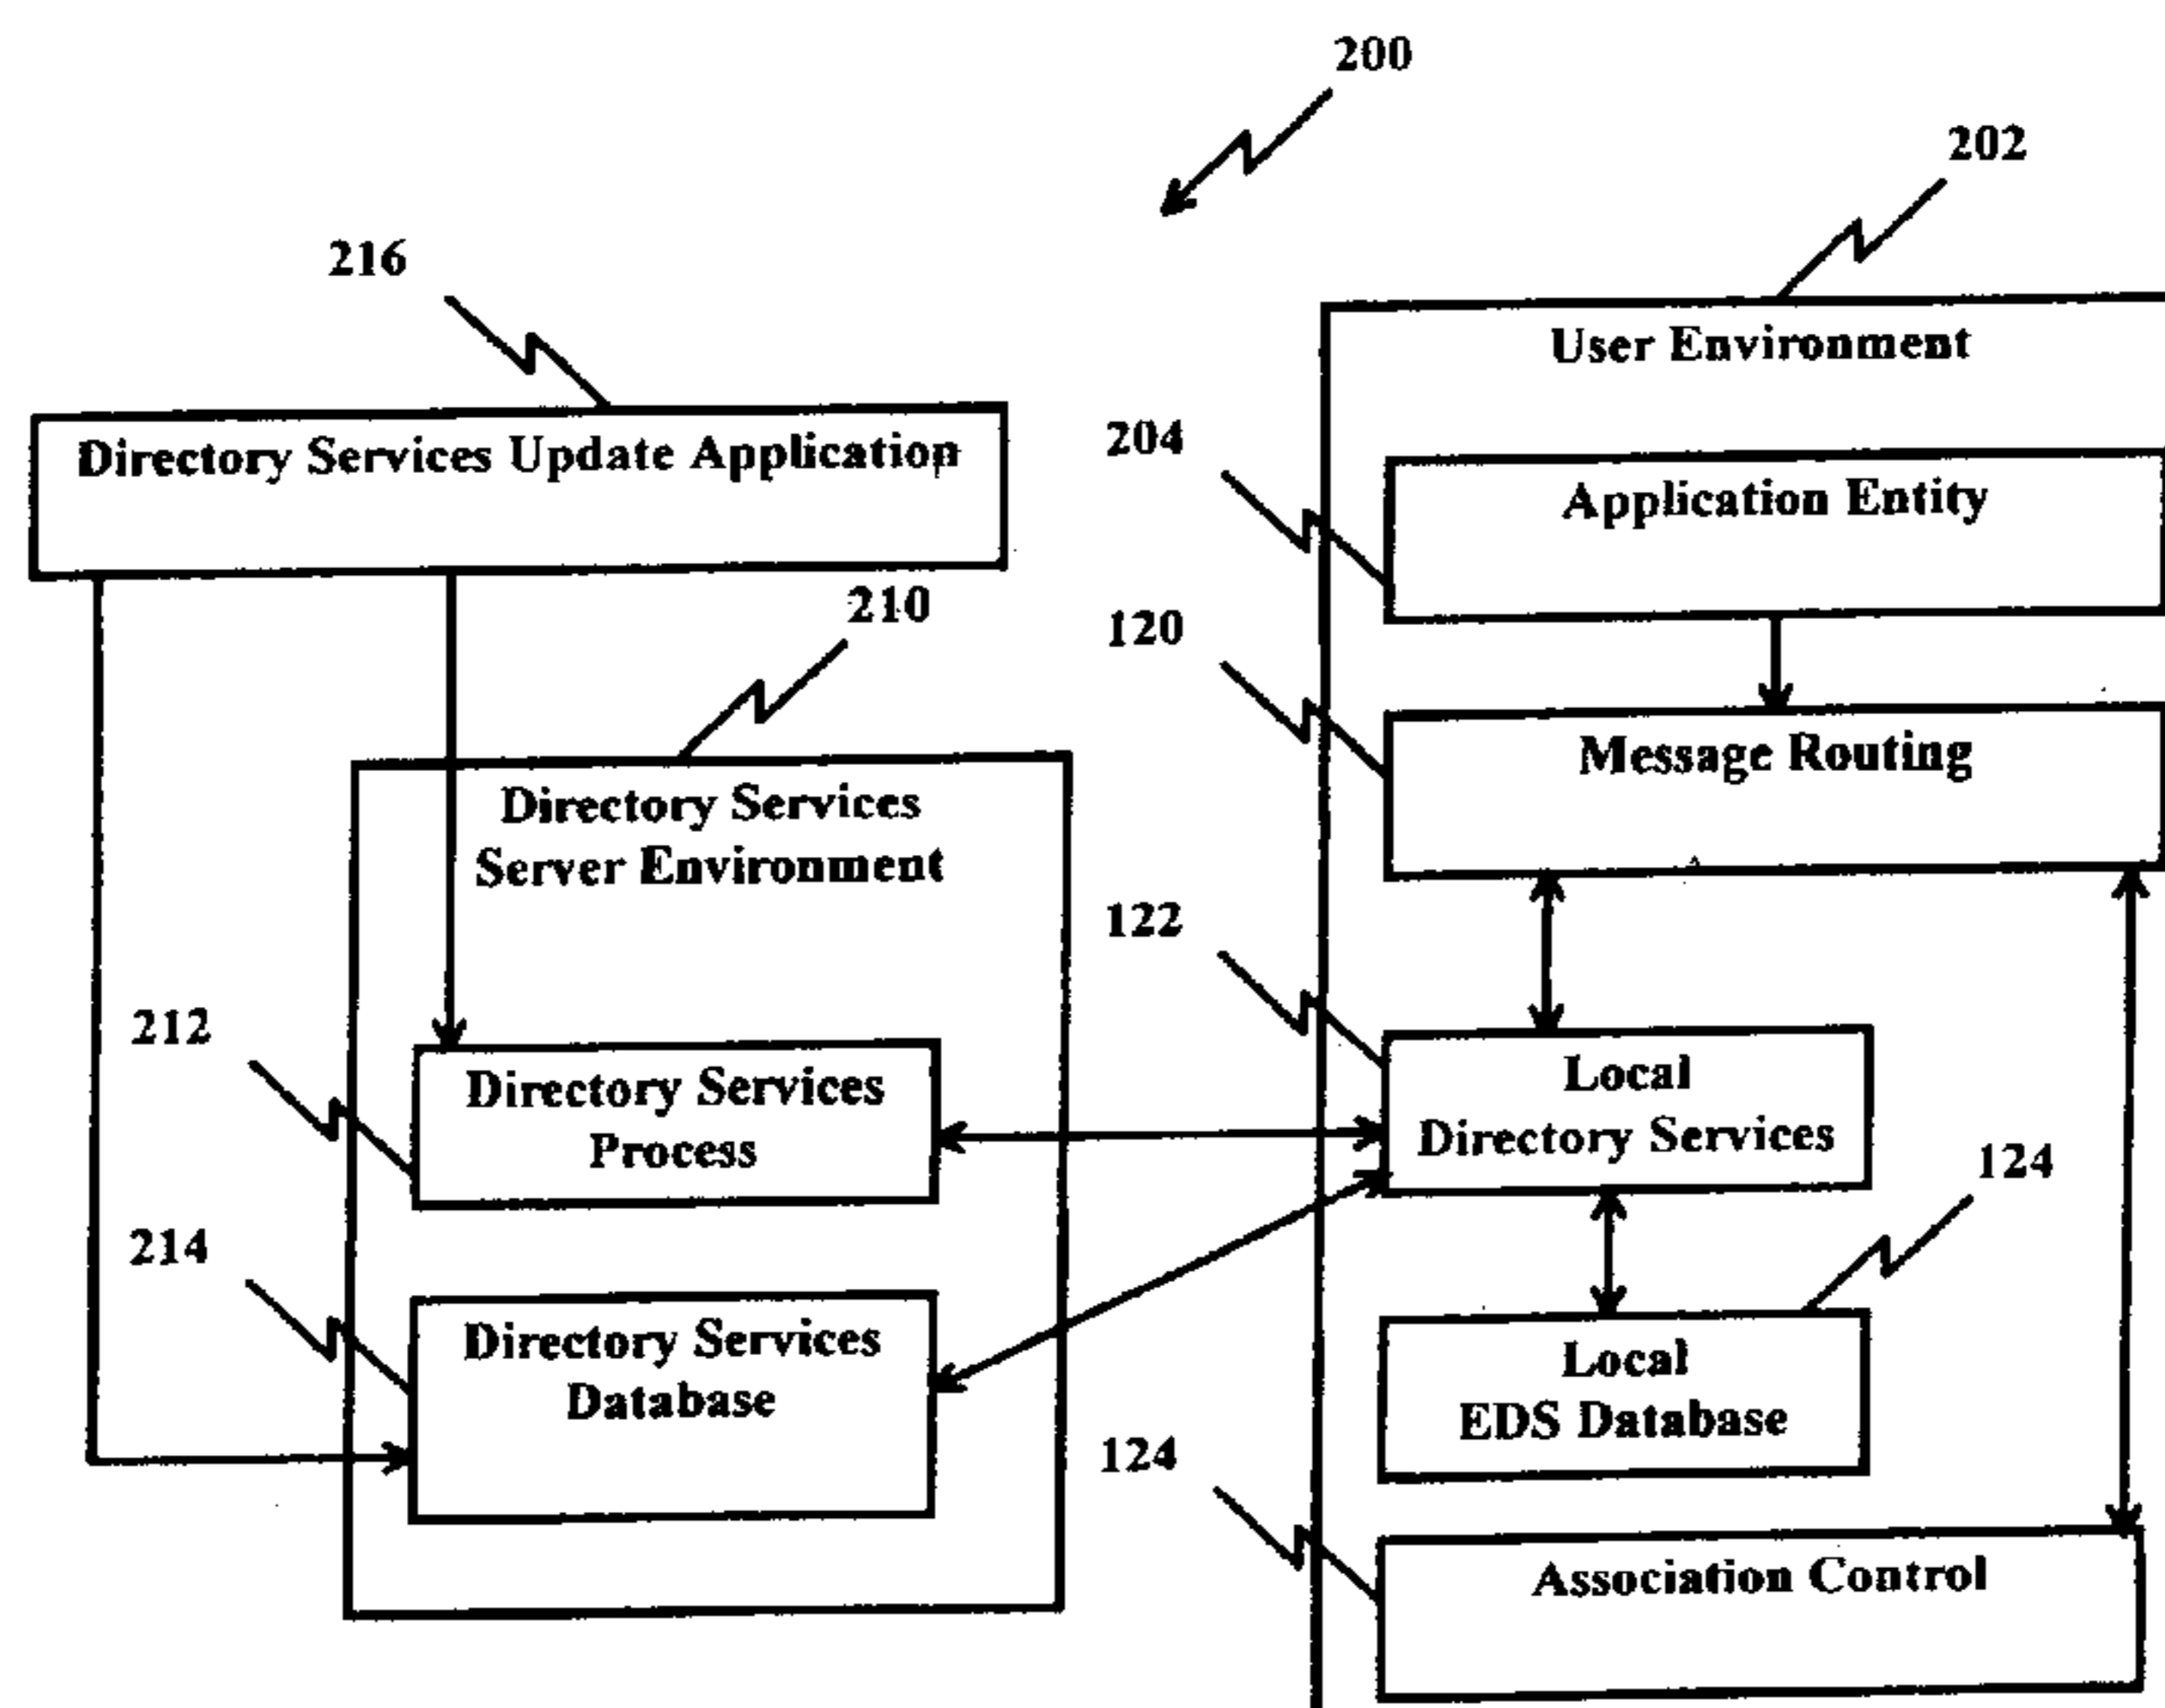 200
202
216
User Environment
Directory Services Update Application
204
Application Entity
210
120
Message Routing
Directory Services
Server Environment
122
212
Directory Services
Process
Local
Directory Services
124
214
Directory Services
Database
Local
EDS Database
124
Association Control